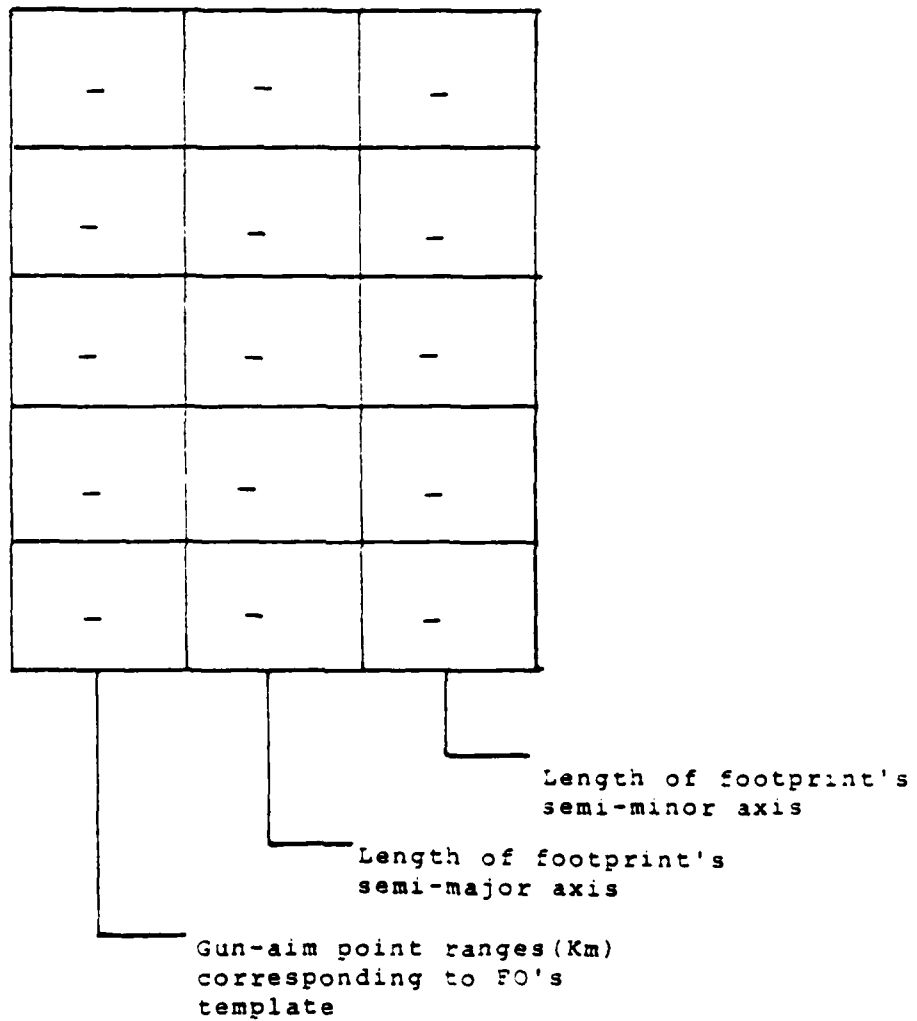 - - -
- - -
- - -
- - -
- - -
Length of footprint's
semi-minor axis
Length of footprint's
semi-major axis
Gun-aim point ranges(Km)
corresponding to FO's
template